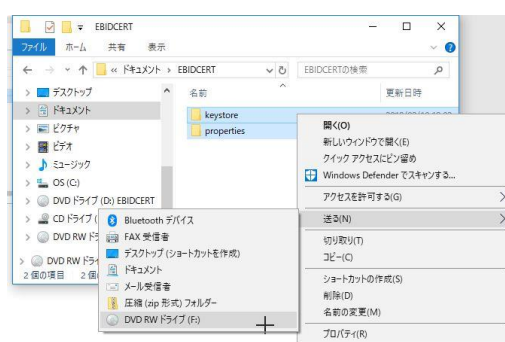 EBIDCERT
ファイル ホーム 共有 表示
« ドキュメント › EBIDCERT
EBIDCERTの検索
名前 更新日時
デスクトップ
ドキュメント
ピクチャ
ビデオ
ミュージック
OS (C:)
DVD ドライブ (D:) EBIDCERT
CD ドライブ (
DVD RW ドラ
DVD RW ドライ
2 個の項目 2 個
keystore
properties
開く(O)
新しいウィンドウで開く(E)
クイック アクセスにピン留め
Windows Defender でスキャンする...
アクセスを許可する(G)
送る(N)
切り取り(T)
コピー(C)
ショートカットの作成(S)
削除(D)
名前の変更(M)
プロパティ(R)
Bluetooth デバイス
FAX 受信者
デスクトップ (ショートカットを作成)
ドキュメント
メール受信者
圧縮 (zip 形式) フォルダー
DVD RW ドライブ (F:)